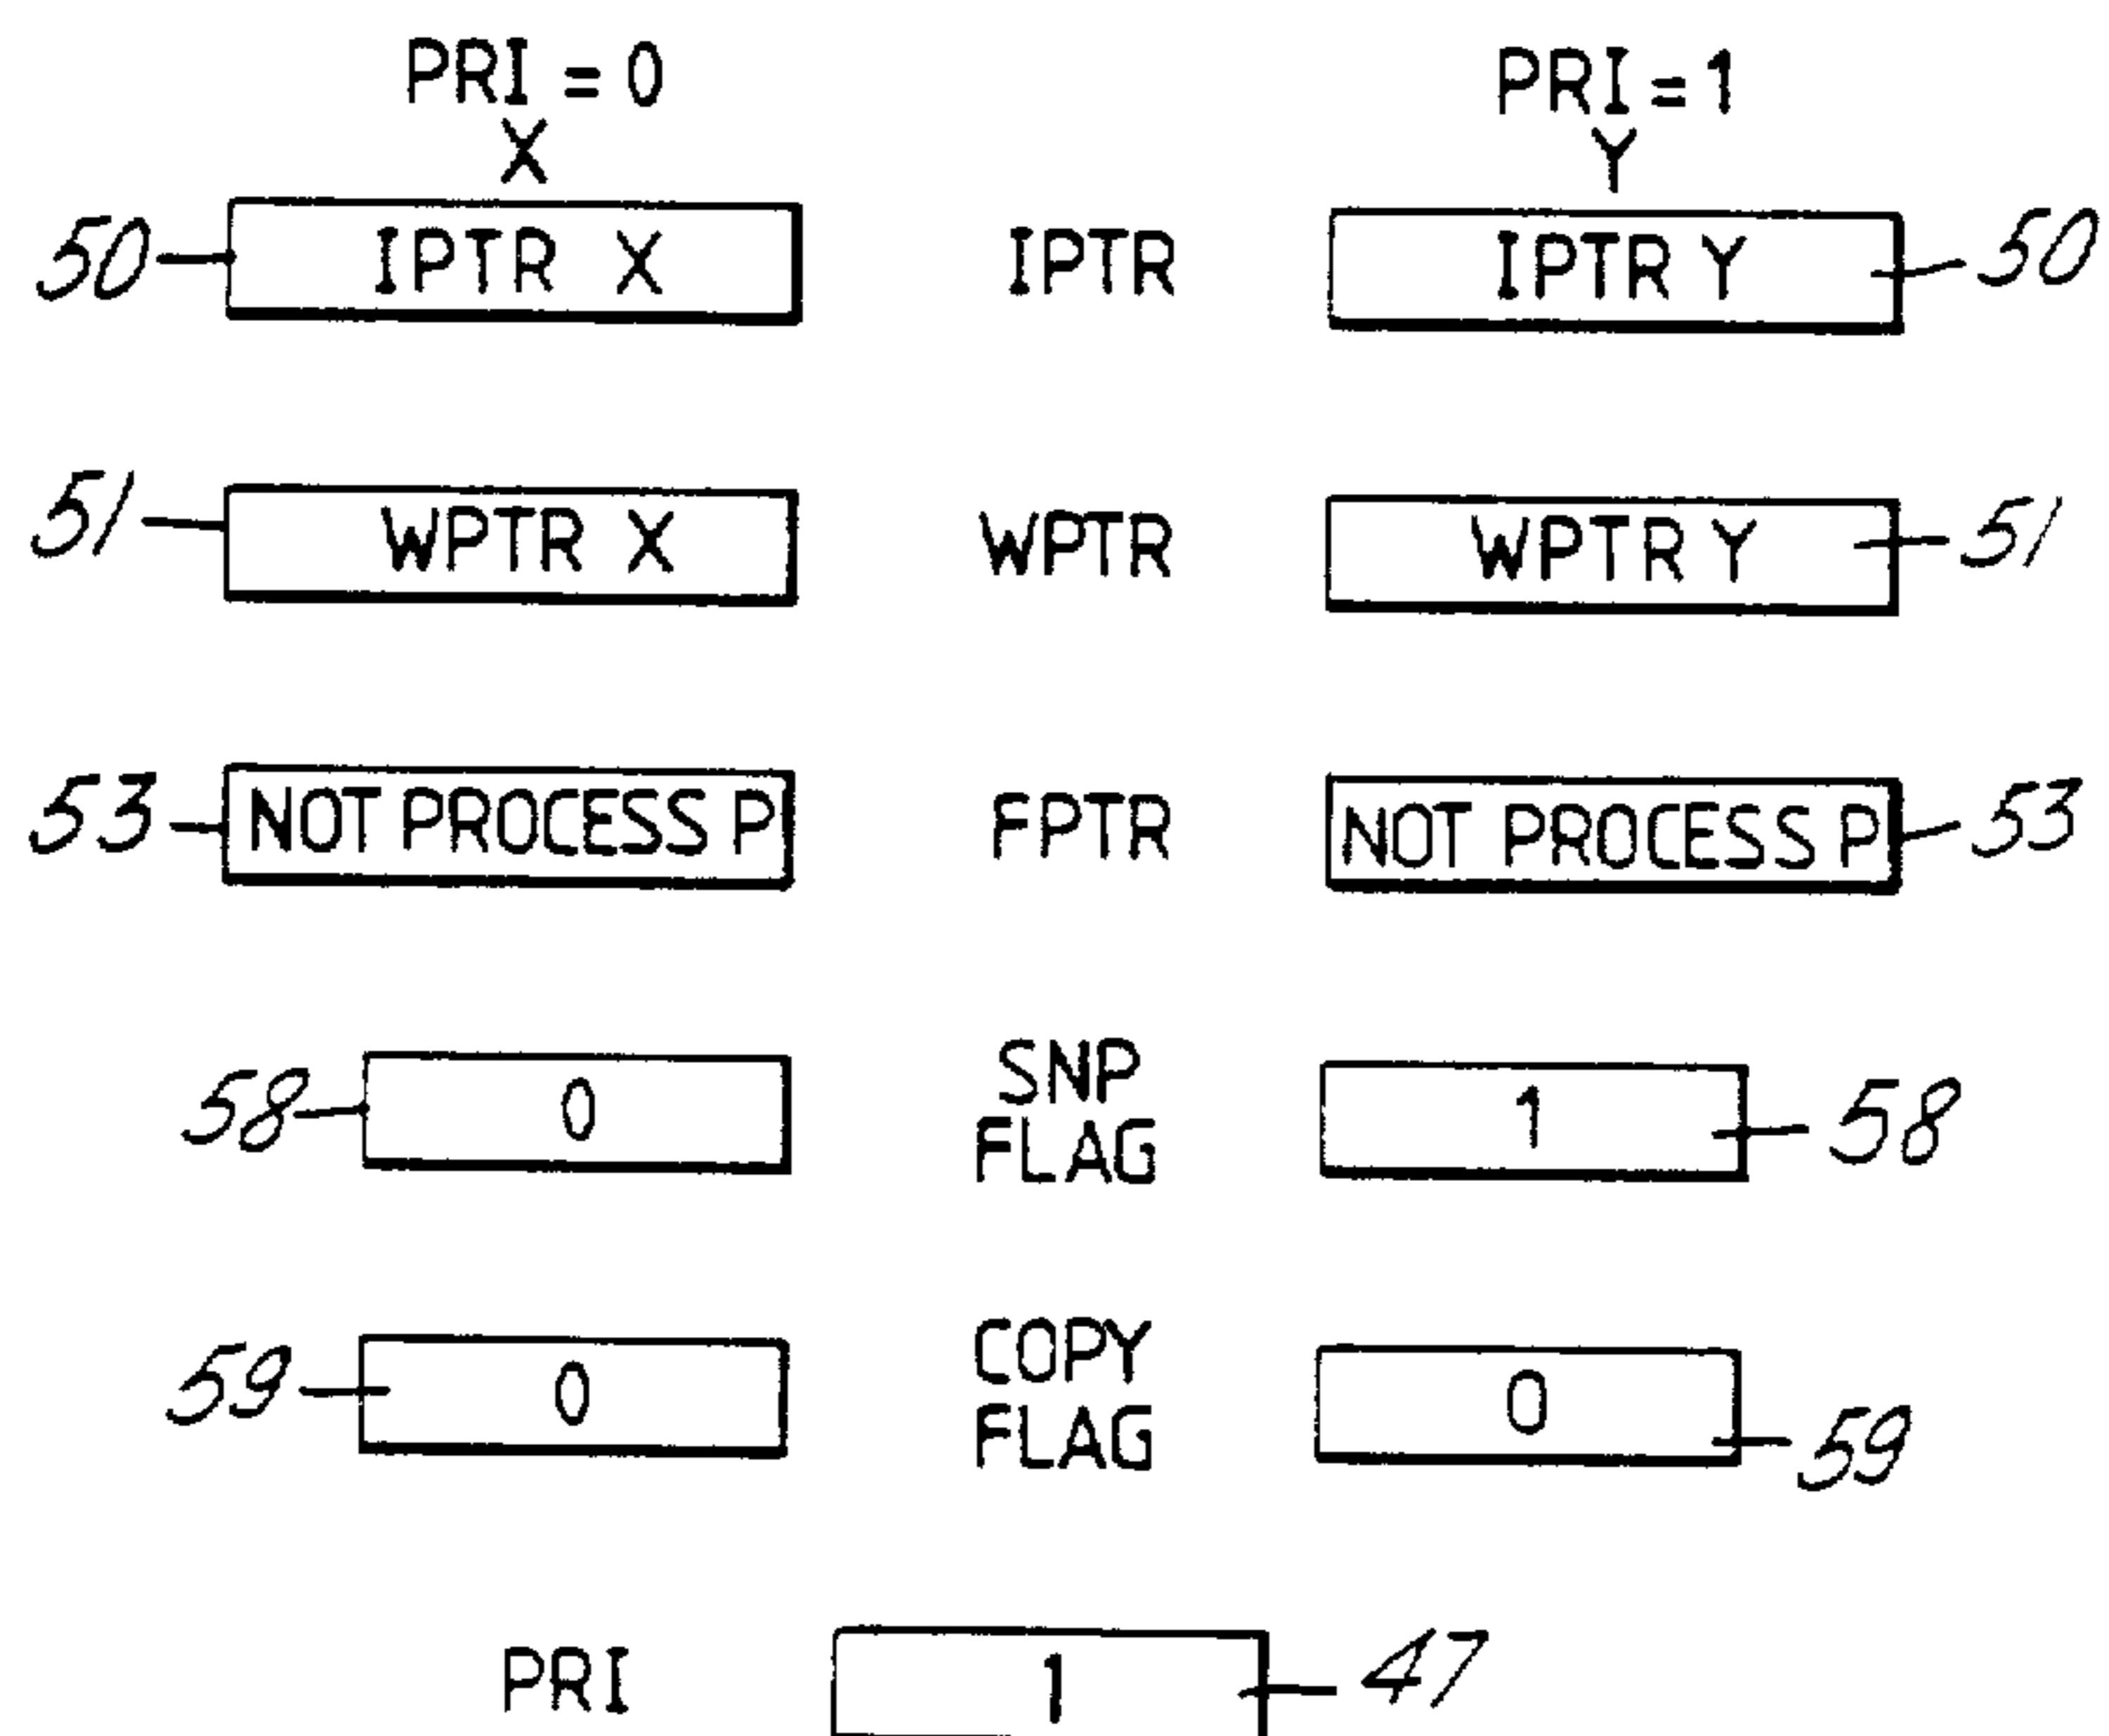 PRI = 0 PRI = 1
X Y
50 IPTR X IPTR IPTR Y 50
51 WPTR X WPTR WPTR Y 51
53 NOT PROCESS P FPTR NOT PROCESS P 53
58 0 SNP FLAG 1 58
59 0 COPY FLAG 0 59
PRI 1 47